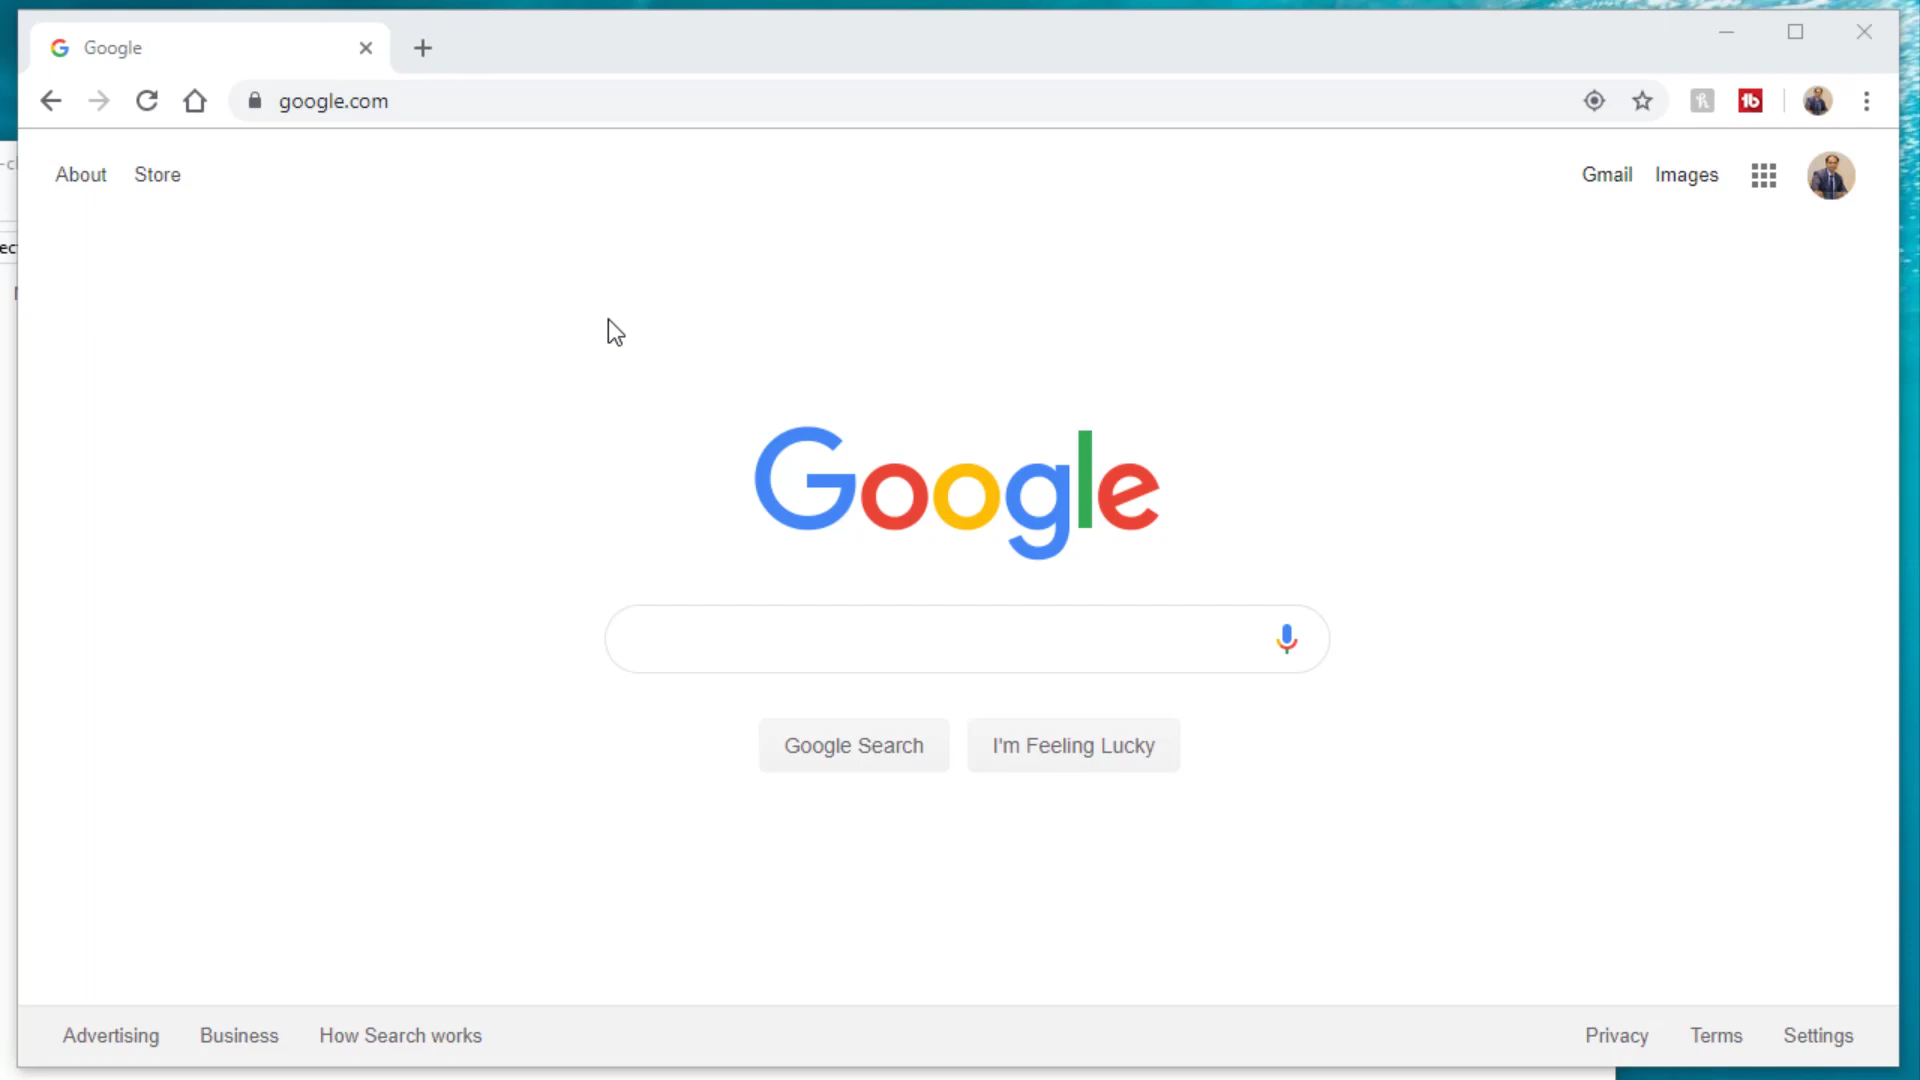 Google
google.com
About Store Gmail Images
Google
Google Search I'm Feeling Lucky
Advertising Business How Search works Privacy Terms Settings